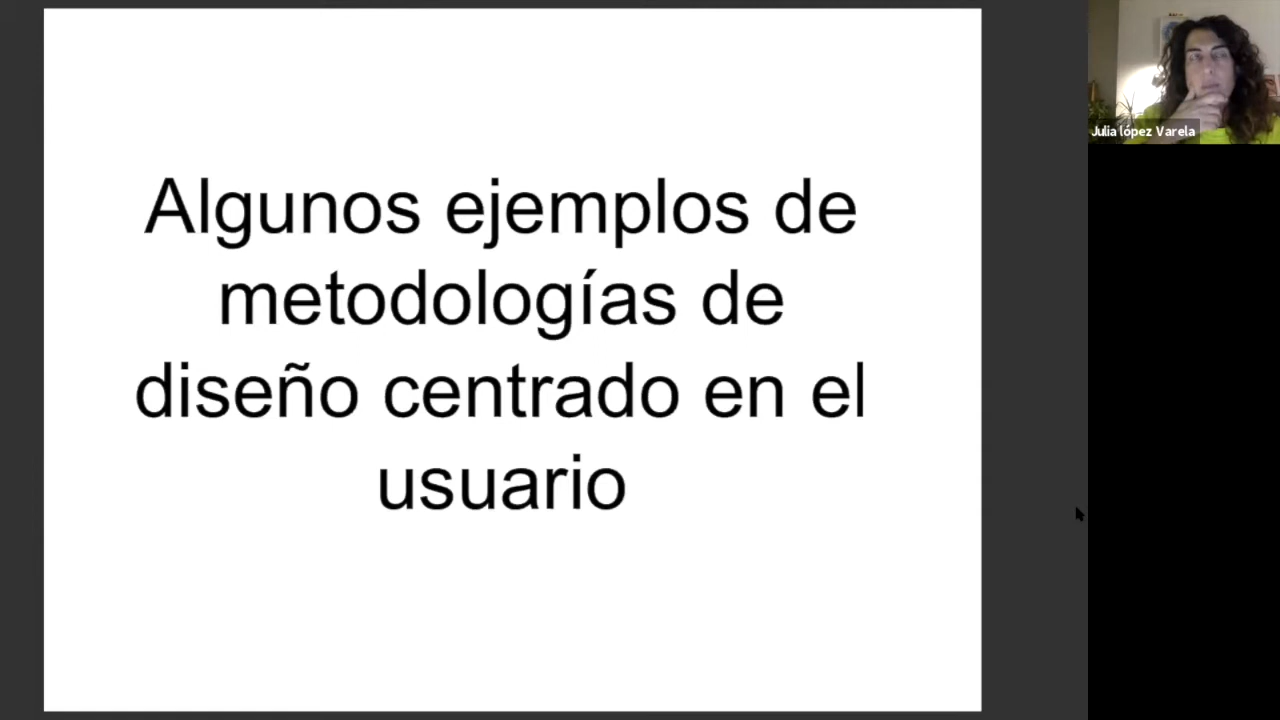 Algunos ejemplos de
metodologías de
diseño centrado en el
usuario
Julia lópez Varela